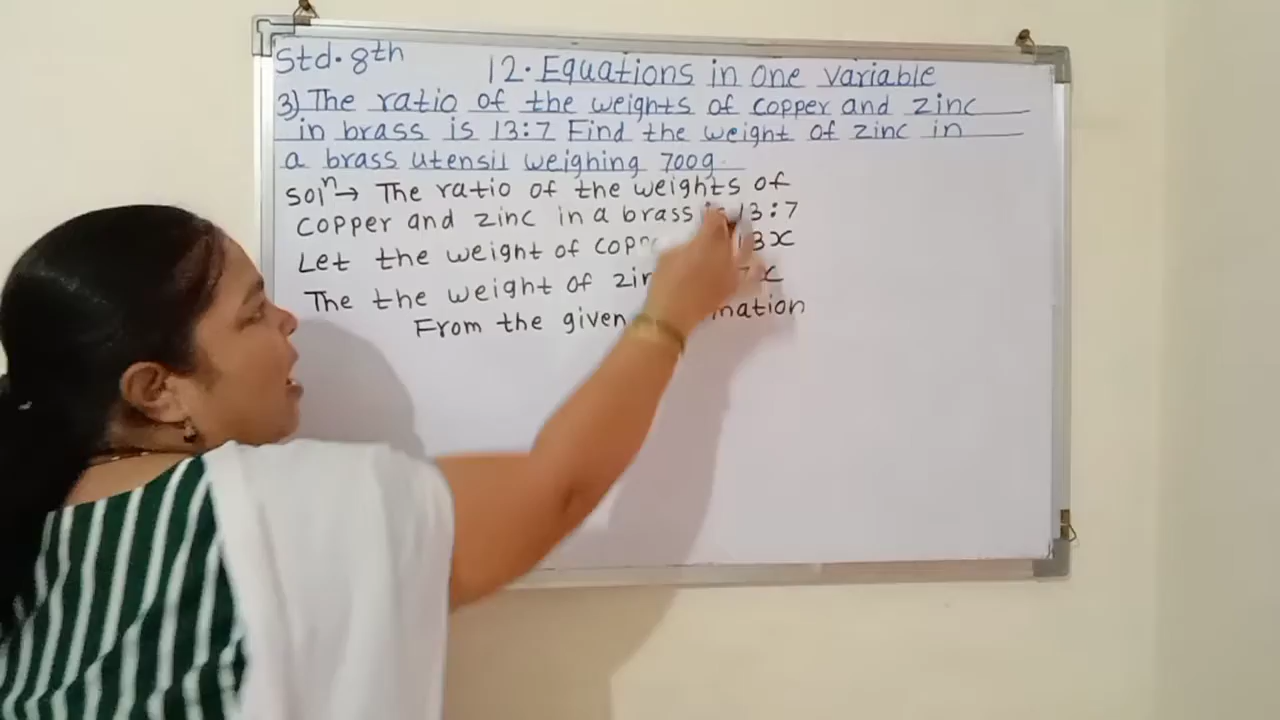 Std. 8th
12. Equations in one variable
3) The ratio of the weights of copper and zinc
in brass is 13:7 Find the weight of zinc in
a brass utensil weighing 700g.
Solⁿ → The ratio of the weights of
copper and zinc in a brass is 13:7
Let the weight of 13x
The the weight of x
From the given